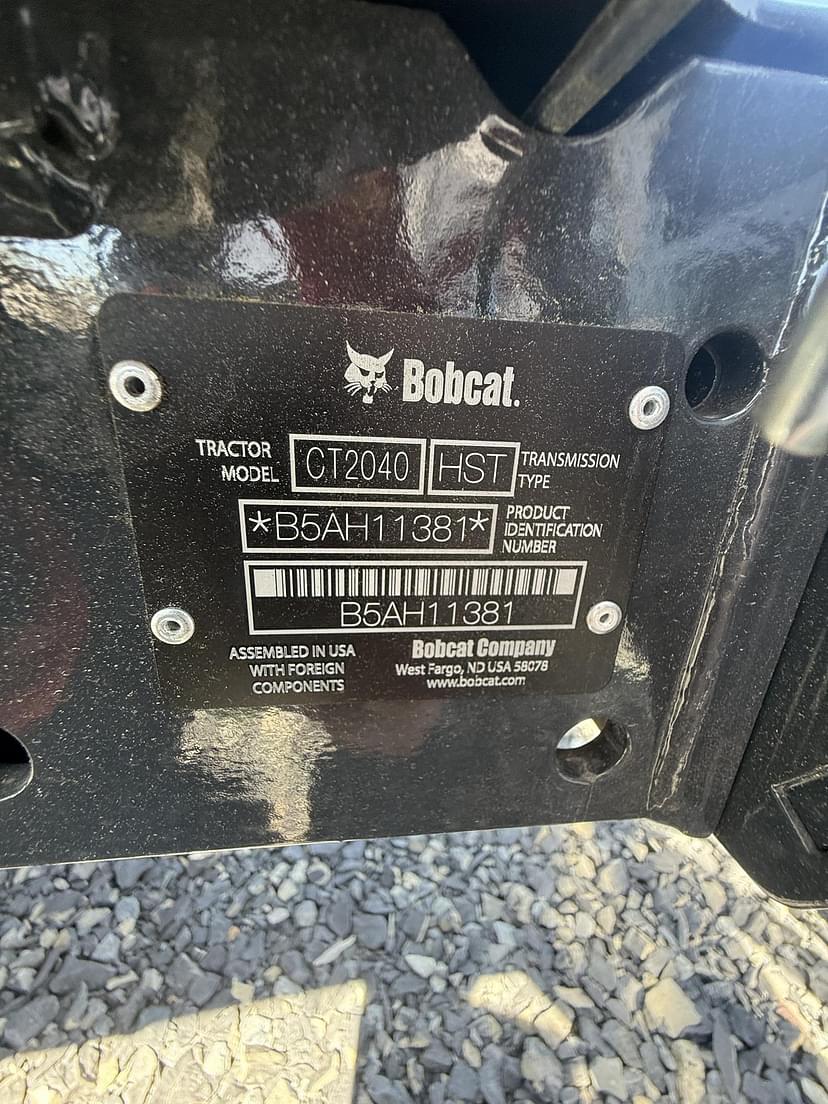 Bobcat.
TRACTOR MODEL CT2040 HST TRANSMISSION TYPE
*B5AH11381* PRODUCT IDENTIFICATION NUMBER
B5AH11381
ASSEMBLED IN USA
WITH FOREIGN
COMPONENTS
Bobcat Company
West Fargo, ND USA 58078
www.bobcat.com